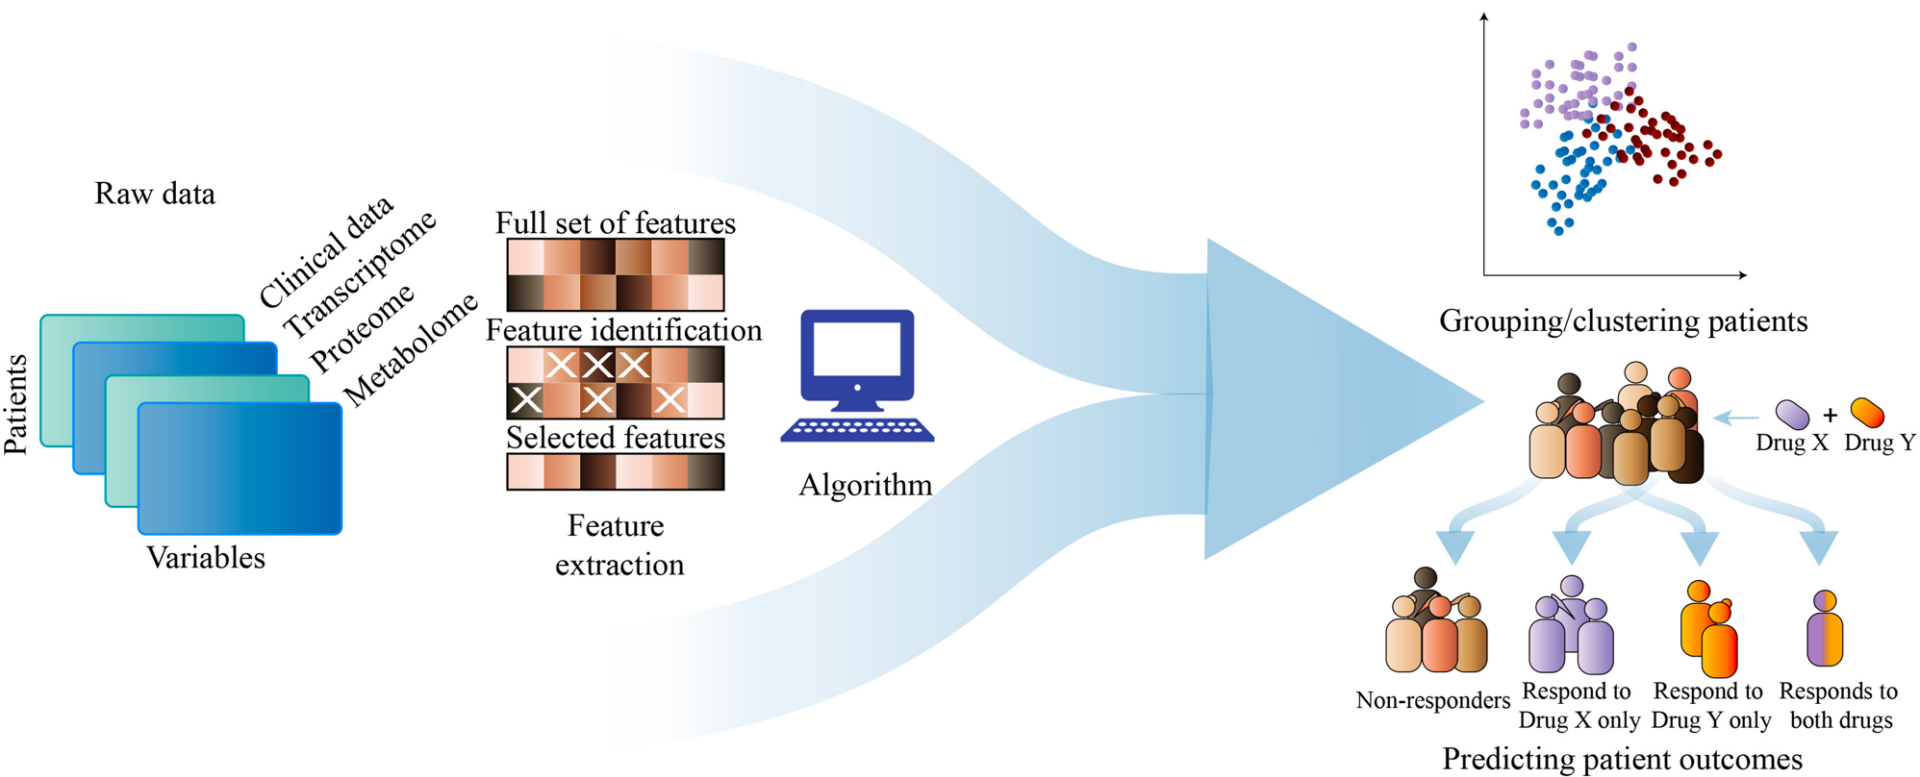 Raw data
Clinical data
Transcriptome
Proteome
Metabolome
Patients
Variables
Full set of features
Feature identification
Selected features
Feature
extraction
Algorithm
Grouping/clustering patients
+
Drug X
Drug Y
Non-responders
Respond to
Drug X only
Respond to
Drug Y only
Responds to
both drugs
Predicting patient outcomes